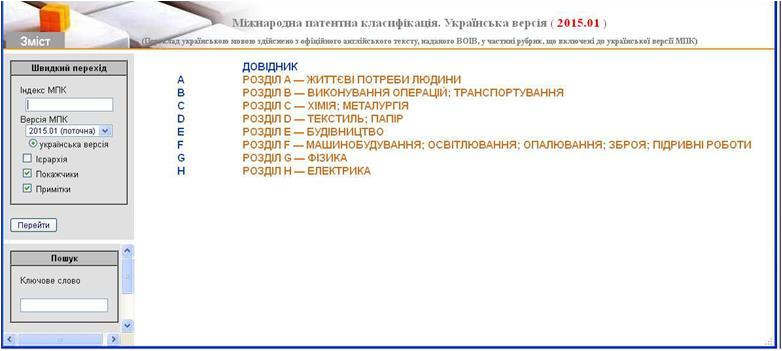 Міжнародна патентна класифікація. Українська версія ( 2015.01 )
Зміст
(Переклад українською мовою здійснено з офіційного англійського тексту, наданого ВОІВ, у частині рубрик, що включені до української версії МПК)
Швидкий перехід
Індекс МПК
Версія МПК
2015.01 (поточна)
українська версія
Ієрархія
Покажчики
Примітки
Перейти
Пошук
Ключове слово
ДОВІДНИК
A РОЗДІЛ A — ЖИТТЄВІ ПОТРЕБИ ЛЮДИНИ
B РОЗДІЛ B — ВИКОНУВАННЯ ОПЕРАЦІЙ; ТРАНСПОРТУВАННЯ
C РОЗДІЛ C — ХІМІЯ; МЕТАЛУРГІЯ
D РОЗДІЛ D — ТЕКСТИЛЬ; ПАПІР
E РОЗДІЛ E — БУДІВНИЦТВО
F РОЗДІЛ F — МАШИНОБУДУВАННЯ; ОСВІТЛЮВАННЯ; ОПАЛЮВАННЯ; ЗБРОЯ; ПІДРИВНІ РОБОТИ
G РОЗДІЛ G — ФІЗИКА
H РОЗДІЛ H — ЕЛЕКТРИКА